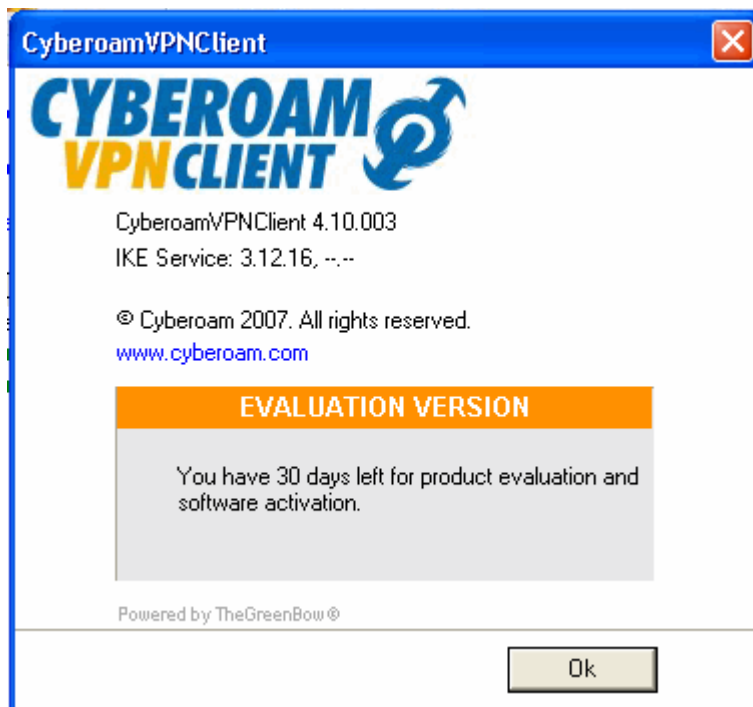 CyberoamVPNClient
CYBEROAM
VPNCLIENT
CyberoamVPNClient 4.10.003
IKE Service: 3.12.16, --.--
© Cyberoam 2007. All rights reserved.
www.cyberoam.com
EVALUATION VERSION
You have 30 days left for product evaluation and
software activation.
Powered by TheGreenBow®
Ok